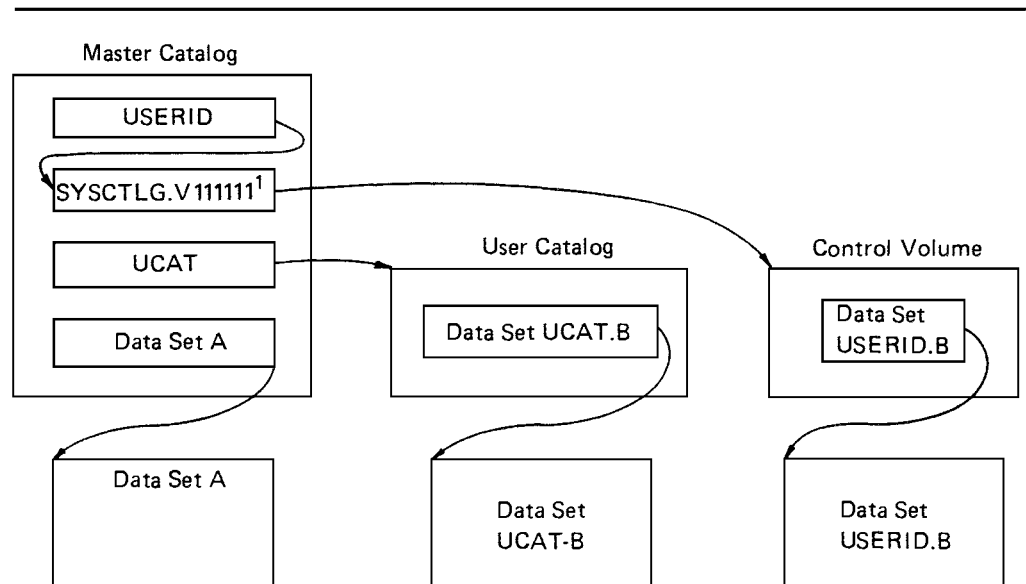 Master Catalog
USERID
SYSCTLG.V111111¹
UCAT
Data Set A
User Catalog
Data Set UCAT.B
Control Volume
Data Set
USERID.B
Data Set A
Data Set
UCAT-B
Data Set
USERID.B